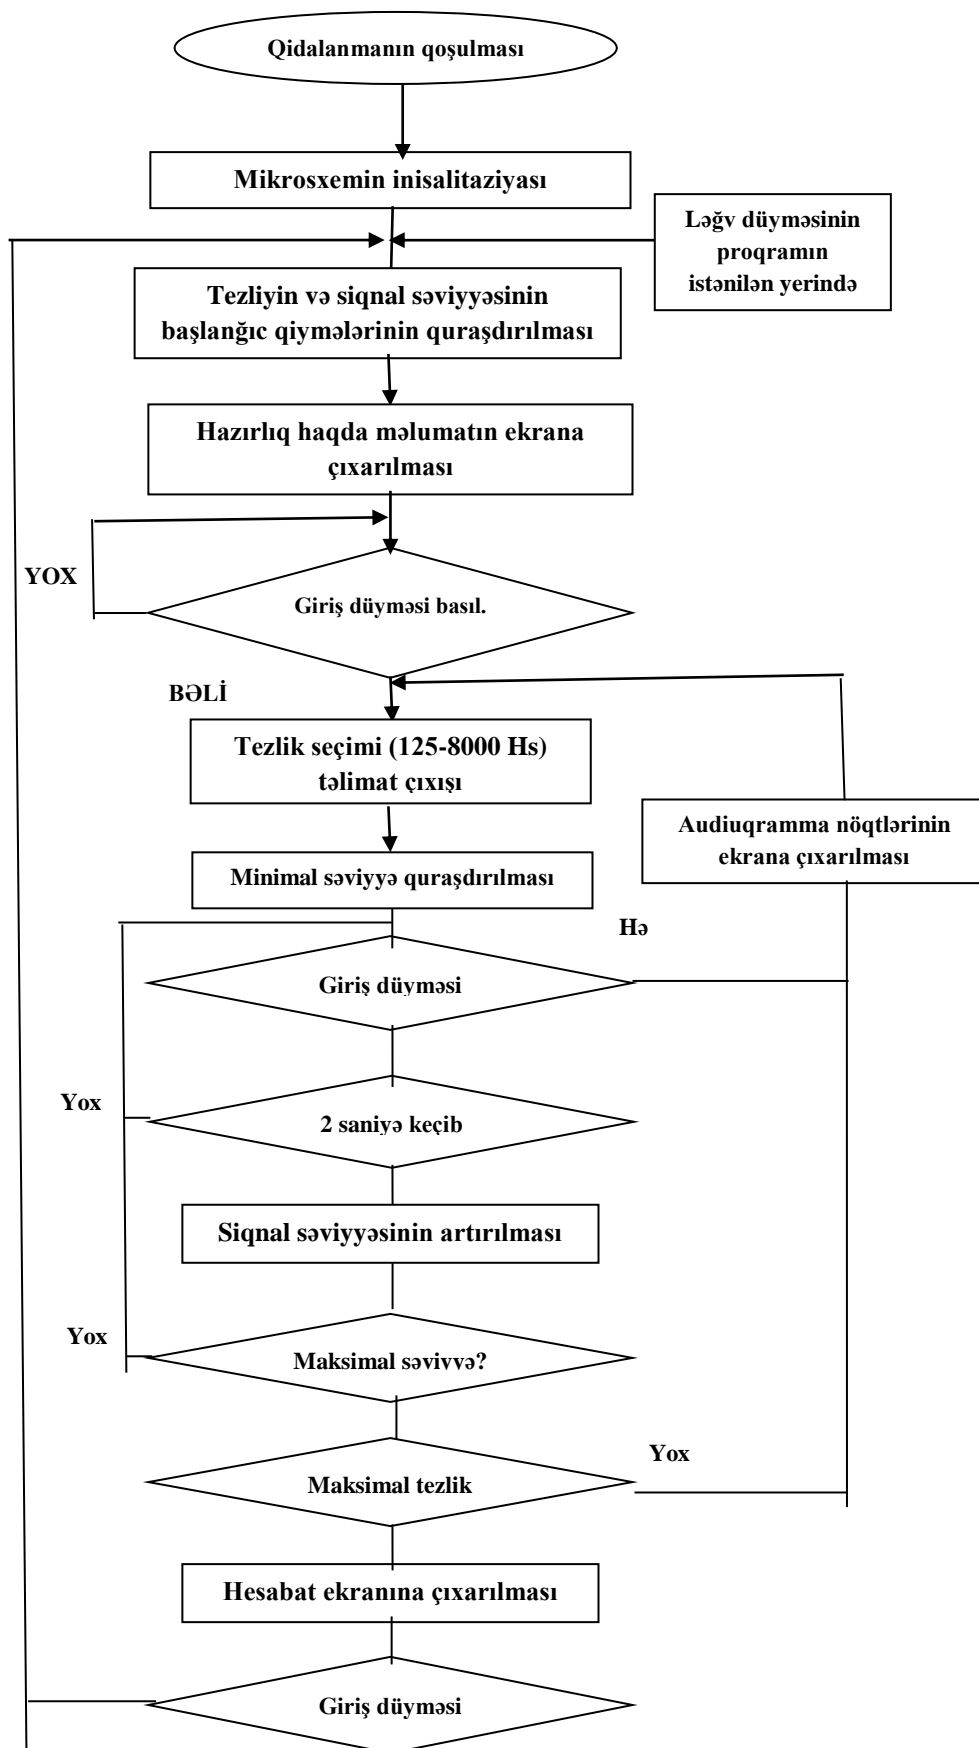 Qidalanmanın qoşulması
Mikrosxemin inisalitaziyası
Ləğv düyməsinin
proqramın
istənilən yerində
Tezliyin və siqnal səviyyəsinin
başlanğıc qiymələrinin quraşdırılması
Hazırlıq haqda məlumatın ekrana
çıxarılması
YOX
Giriş düyməsi basıl.
BƏLİ
Tezlik seçimi (125-8000 Hs)
təlimat çıxışı
Audiuqramma nöqtlərinin
ekrana çıxarılması
Minimal səviyyə quraşdırılması
Hə
Giriş düyməsi
Yox
2 saniyə keçib
Siqnal səviyyəsinin artırılması
Yox
Maksimal səviyyə?
Yox
Maksimal tezlik
Hesabat ekranına çıxarılması
Giriş düyməsi